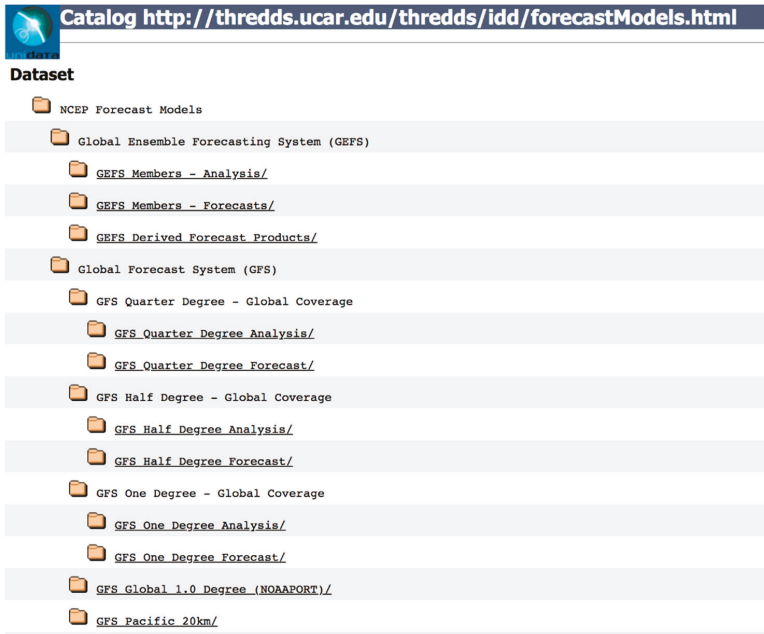 Catalog http://thredds.ucar.edu/thredds/idd/forecastModels.html
unidata
Dataset
NCEP Forecast Models
Global Ensemble Forecasting System (GEFS)
GEFS Members - Analysis/
GEFS Members - Forecasts/
GEFS Derived Forecast Products/
Global Forecast System (GFS)
GFS Quarter Degree - Global Coverage
GFS Quarter Degree Analysis/
GFS Quarter Degree Forecast/
GFS Half Degree - Global Coverage
GFS Half Degree Analysis/
GFS Half Degree Forecast/
GFS One Degree - Global Coverage
GFS One Degree Analysis/
GFS One Degree Forecast/
GFS Global 1.0 Degree (NOAAPORT)/
GFS Pacific 20km/